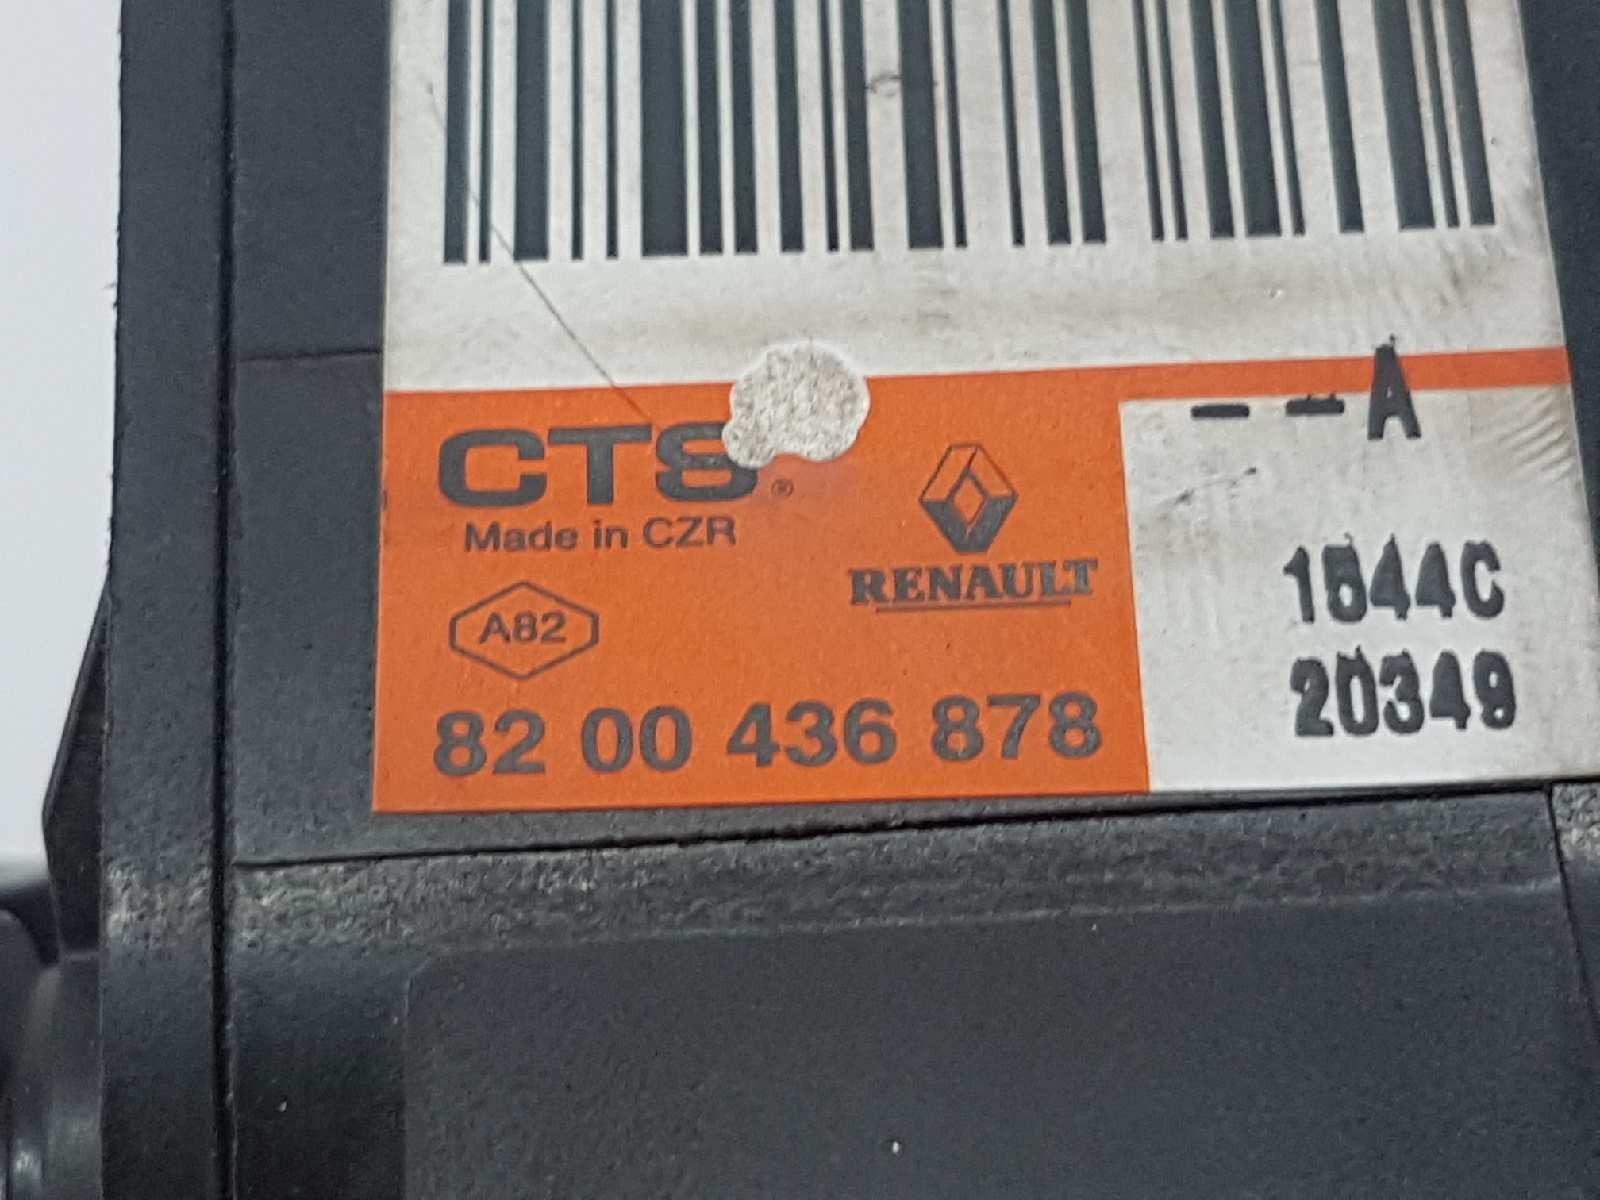 --A
CTS®
Made in CZR
RENAULT
A82
1544C
82 00 436 878
20349